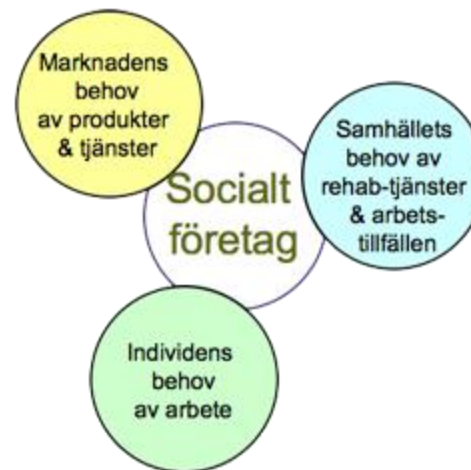 Marknadens
behov
av produkter
& tjänster
Samhällets
behov av
rehab-tjänster
& arbets-
tillfällen
Socialt
företag
Individens
behov
av arbete